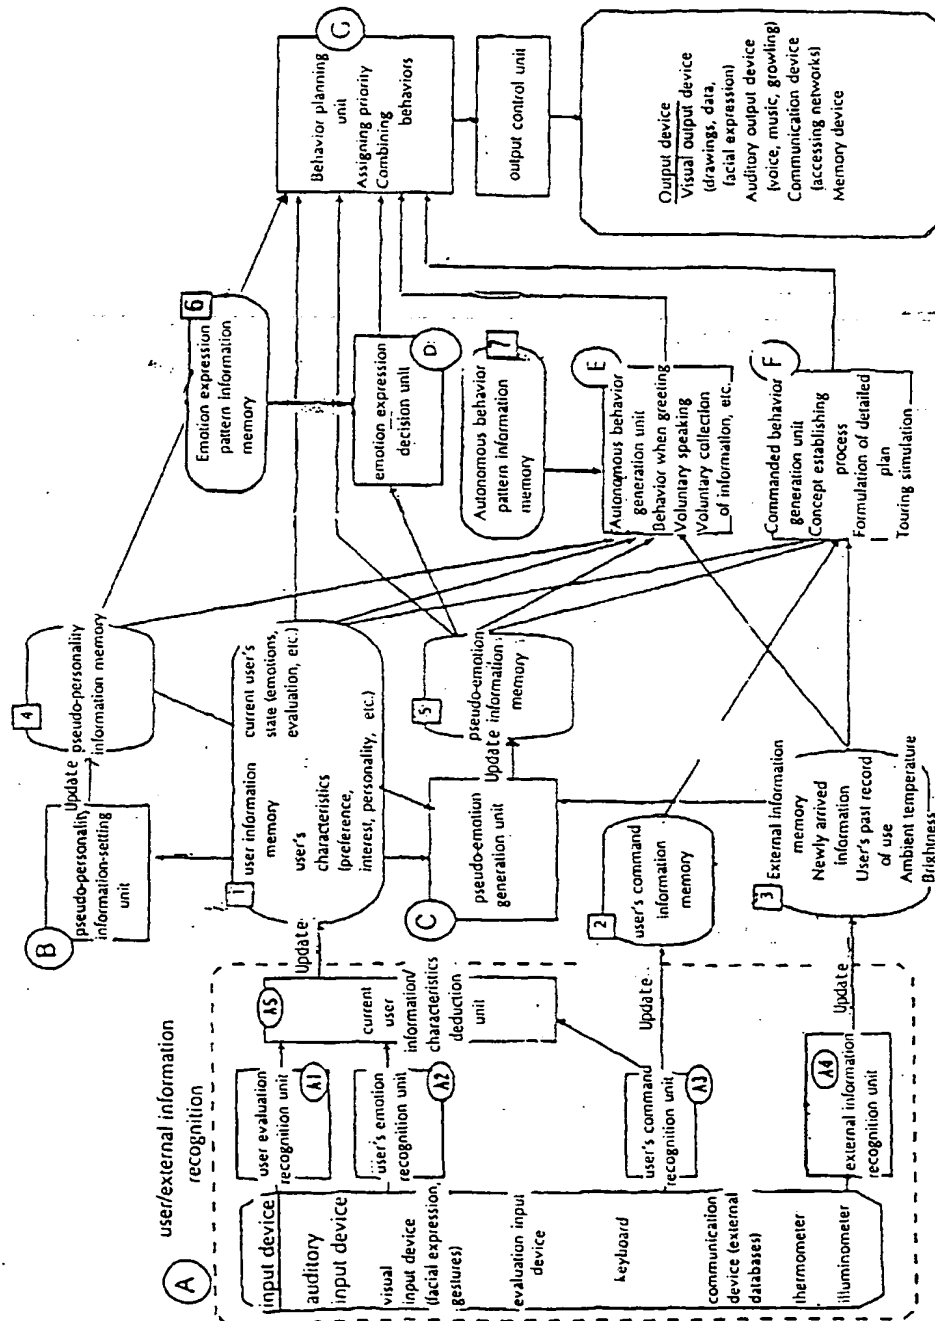 A
user/external information
recognition
input device
auditory
input device
visual
input device
(facial expression,
gestures)
evaluation input
device
keyboard
communication
device (external
databases)
thermometer
illuminometer
user evaluation
recognition unit
A1
user's emotion
recognition unit
A2
user's command
recognition unit
A3
external information
recognition unit
A4
A5
current
user
information/
characteristics
deduction
unit
Update
Update
Update
B
pseudo-personality
information-setting
unit
Update
4
pseudo-personality
information memory
1
user information
memory
user's
characteristics
(preference,
interest, personality, etc.)
current user's
state (emotions,
evaluation, etc.)
C
pseudo-emotion
generation unit
Update
5
pseudo-emotion
information
memory
2
user's command
information
memory
3
External information
memory
Newly arrived
information
User's past record
of use
Ambient temperature
Brightness
6
Emotion expression
pattern information
memory
D
emotion expression
decision unit
7
Autonomous behavior
pattern information
memory
E
Autonomous behavior
generation unit
Behavior when greeting
Voluntary speaking
Voluntary collection
of information, etc.
F
Commanded behavior
generation unit
Concept establishing
process
Formulation of detailed
plan
Touring simulation
G
Behavior planning
unit
Assigning priority
Combining
behaviors
output control unit
Output device
Visual output device
(drawings, data,
facial expression)
Auditory output device
(voice, music, growling)
Communication device
(accessing networks)
Memory device